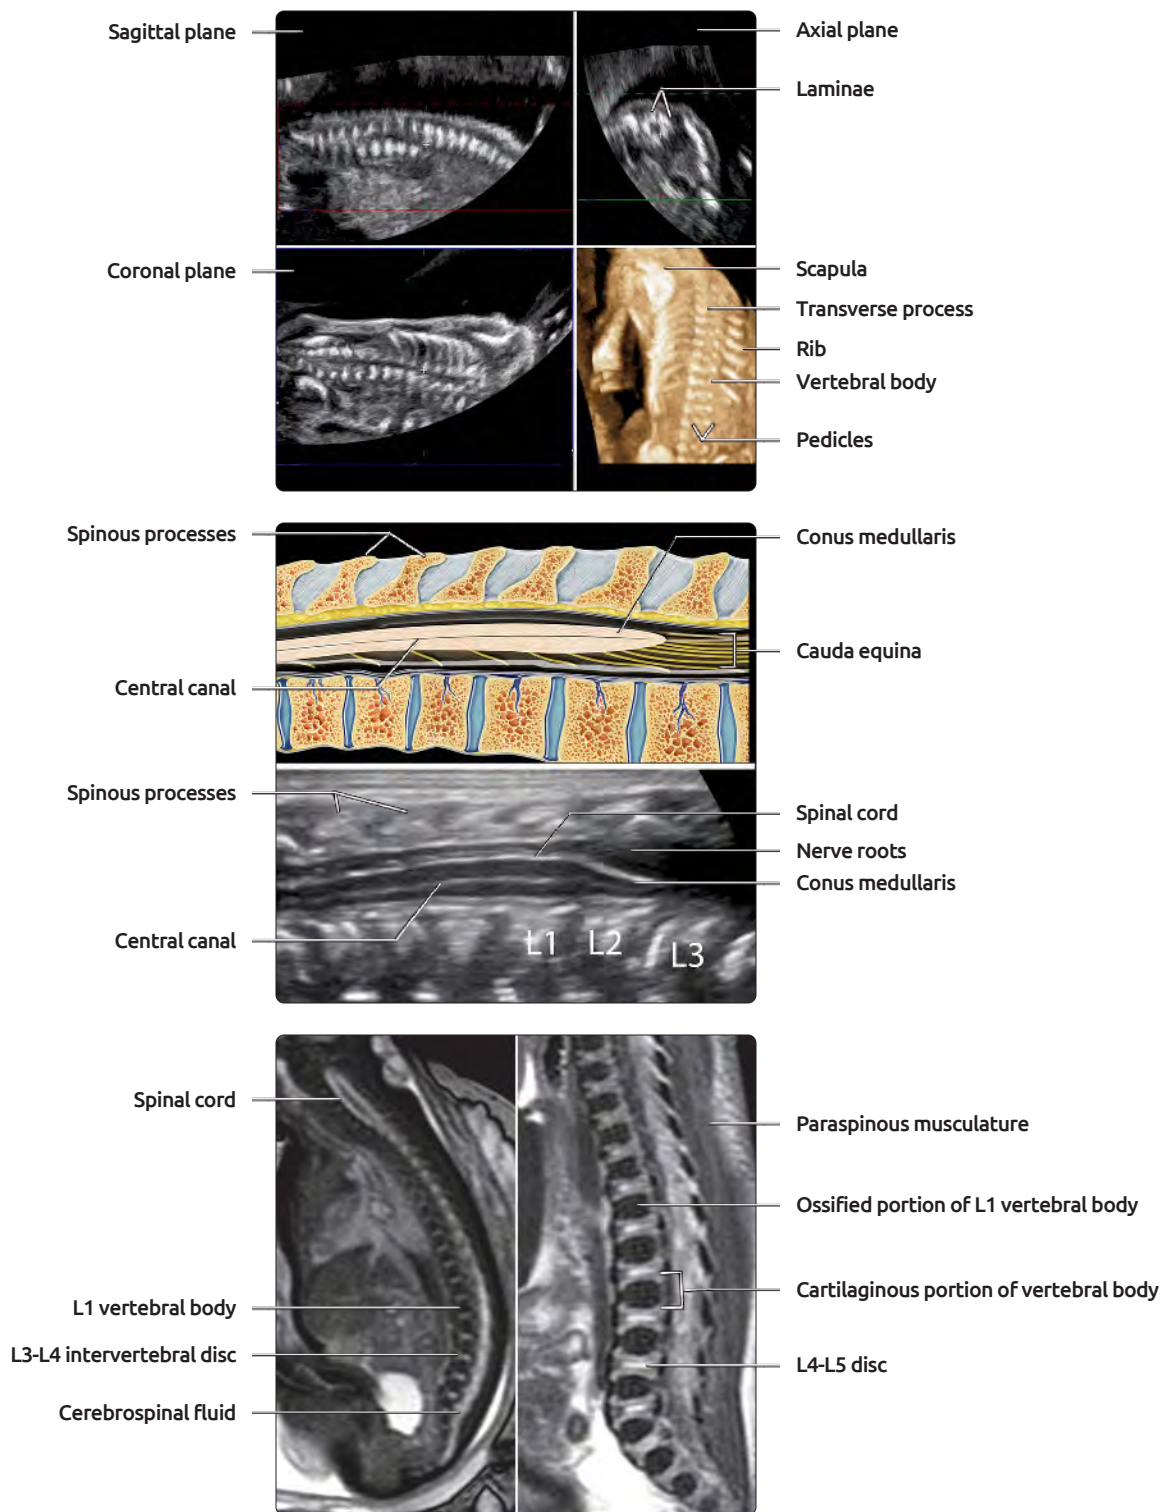 Sagittal plane
Axial plane
Laminae
Coronal plane
Scapula
Transverse process
Rib
Vertebral body
Pedicles
Spinous processes
Conus medullaris
Cauda equina
Central canal
Spinous processes
Spinal cord
Nerve roots
Conus medullaris
Central canal
L1
L2
L3
Spinal cord
Paraspinous musculature
Ossified portion of L1 vertebral body
Cartilaginous portion of vertebral body
L1 vertebral body
L3-L4 intervertebral disc
L4-L5 disc
Cerebrospinal fluid